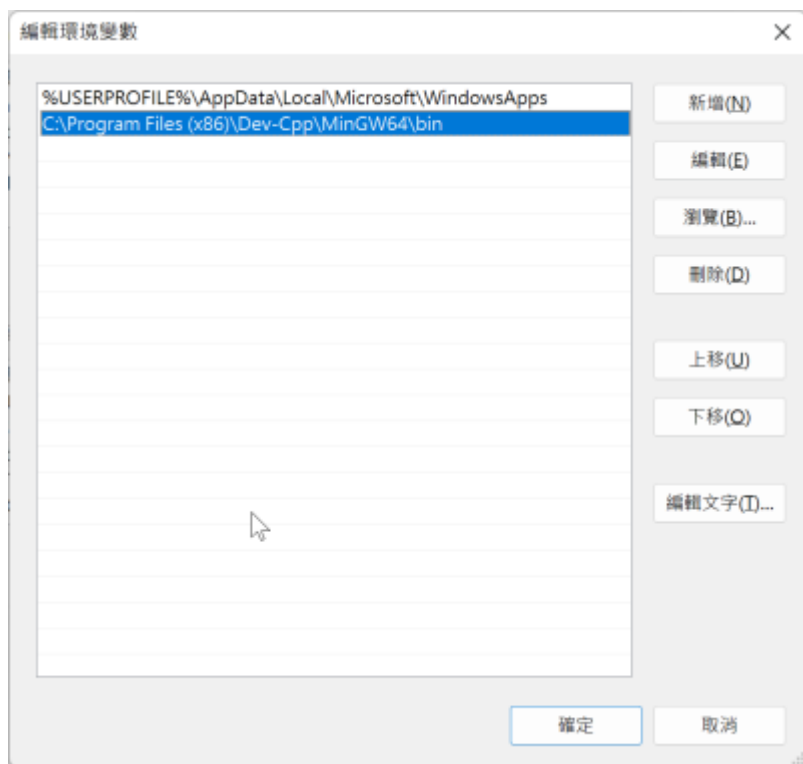 編輯環境變數
%USERPROFILE%\AppData\Local\Microsoft\WindowsApps
C:\Program Files (x86)\Dev-Cpp\MinGW64\bin
新增(N)
編輯(E)
瀏覽(B)...
刪除(D)
上移(U)
下移(O)
編輯文字(T)...
確定
取消